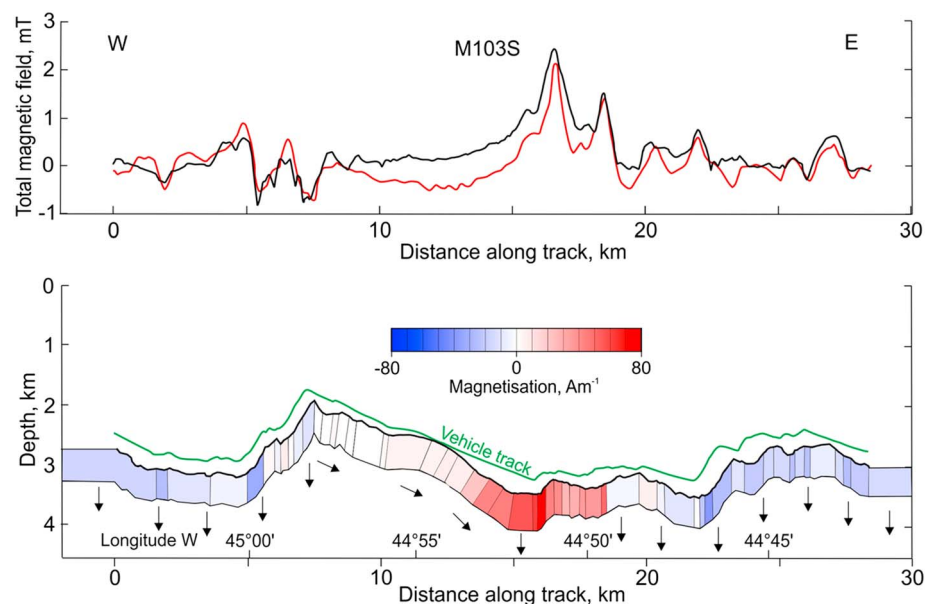 Total magnetic field, mT
3
2
1
0
-1
W
M103S
E
0
10
20
30
Distance along track, km
Depth, km
0
1
2
3
4
-80
0
80
Magnetisation, Am⁻¹
Vehicle track
Longitude W
45°00'
44°55'
44°50'
44°45'
0
10
20
30
Distance along track, km